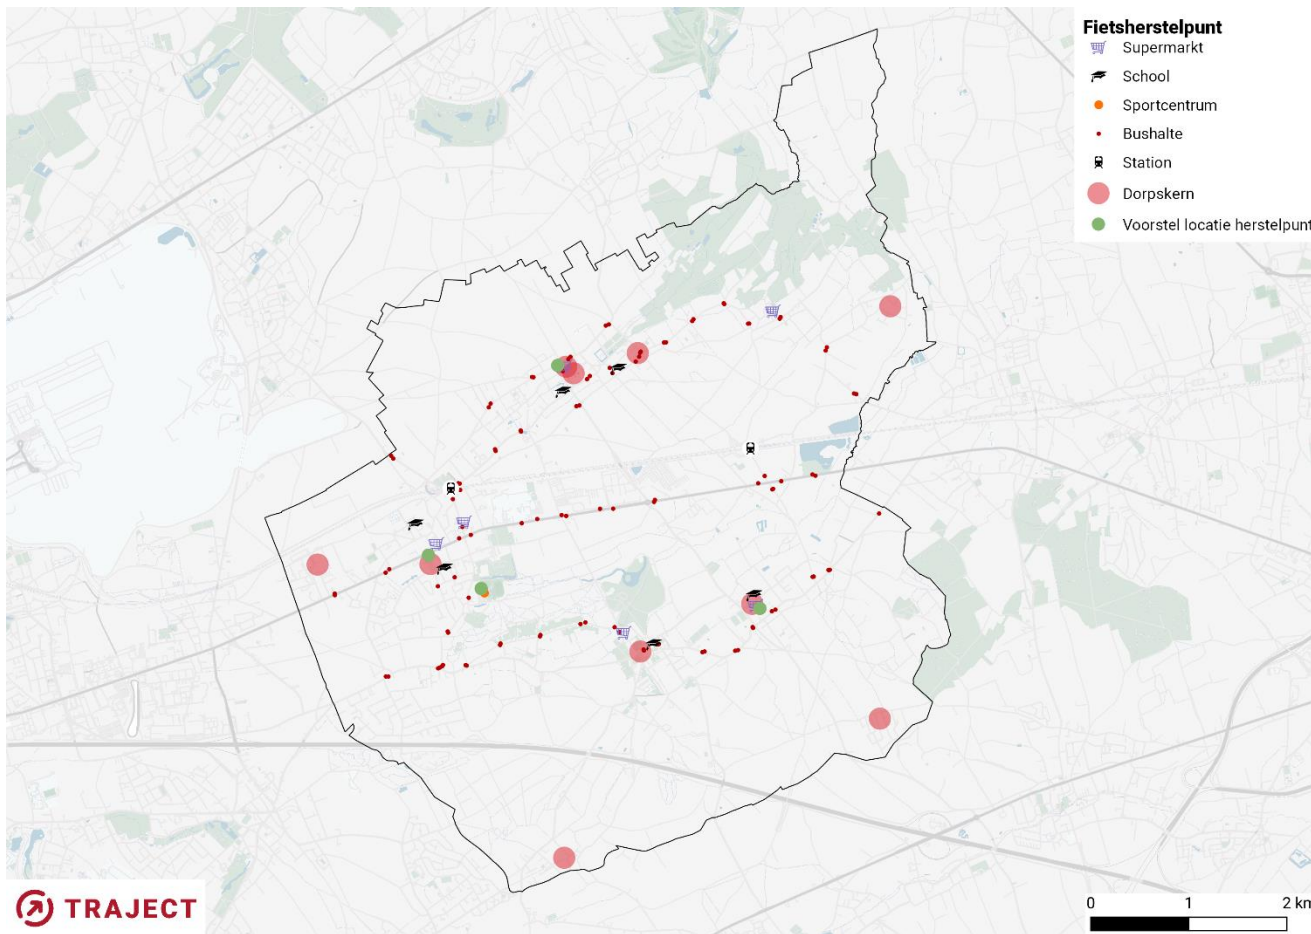 Fietsherstelpunt
Supermarkt
School
Sportcentrum
Bushalte
Station
Dorpskern
Voorstel locatie herstelpunt
TRAJECT
0 1 2 km